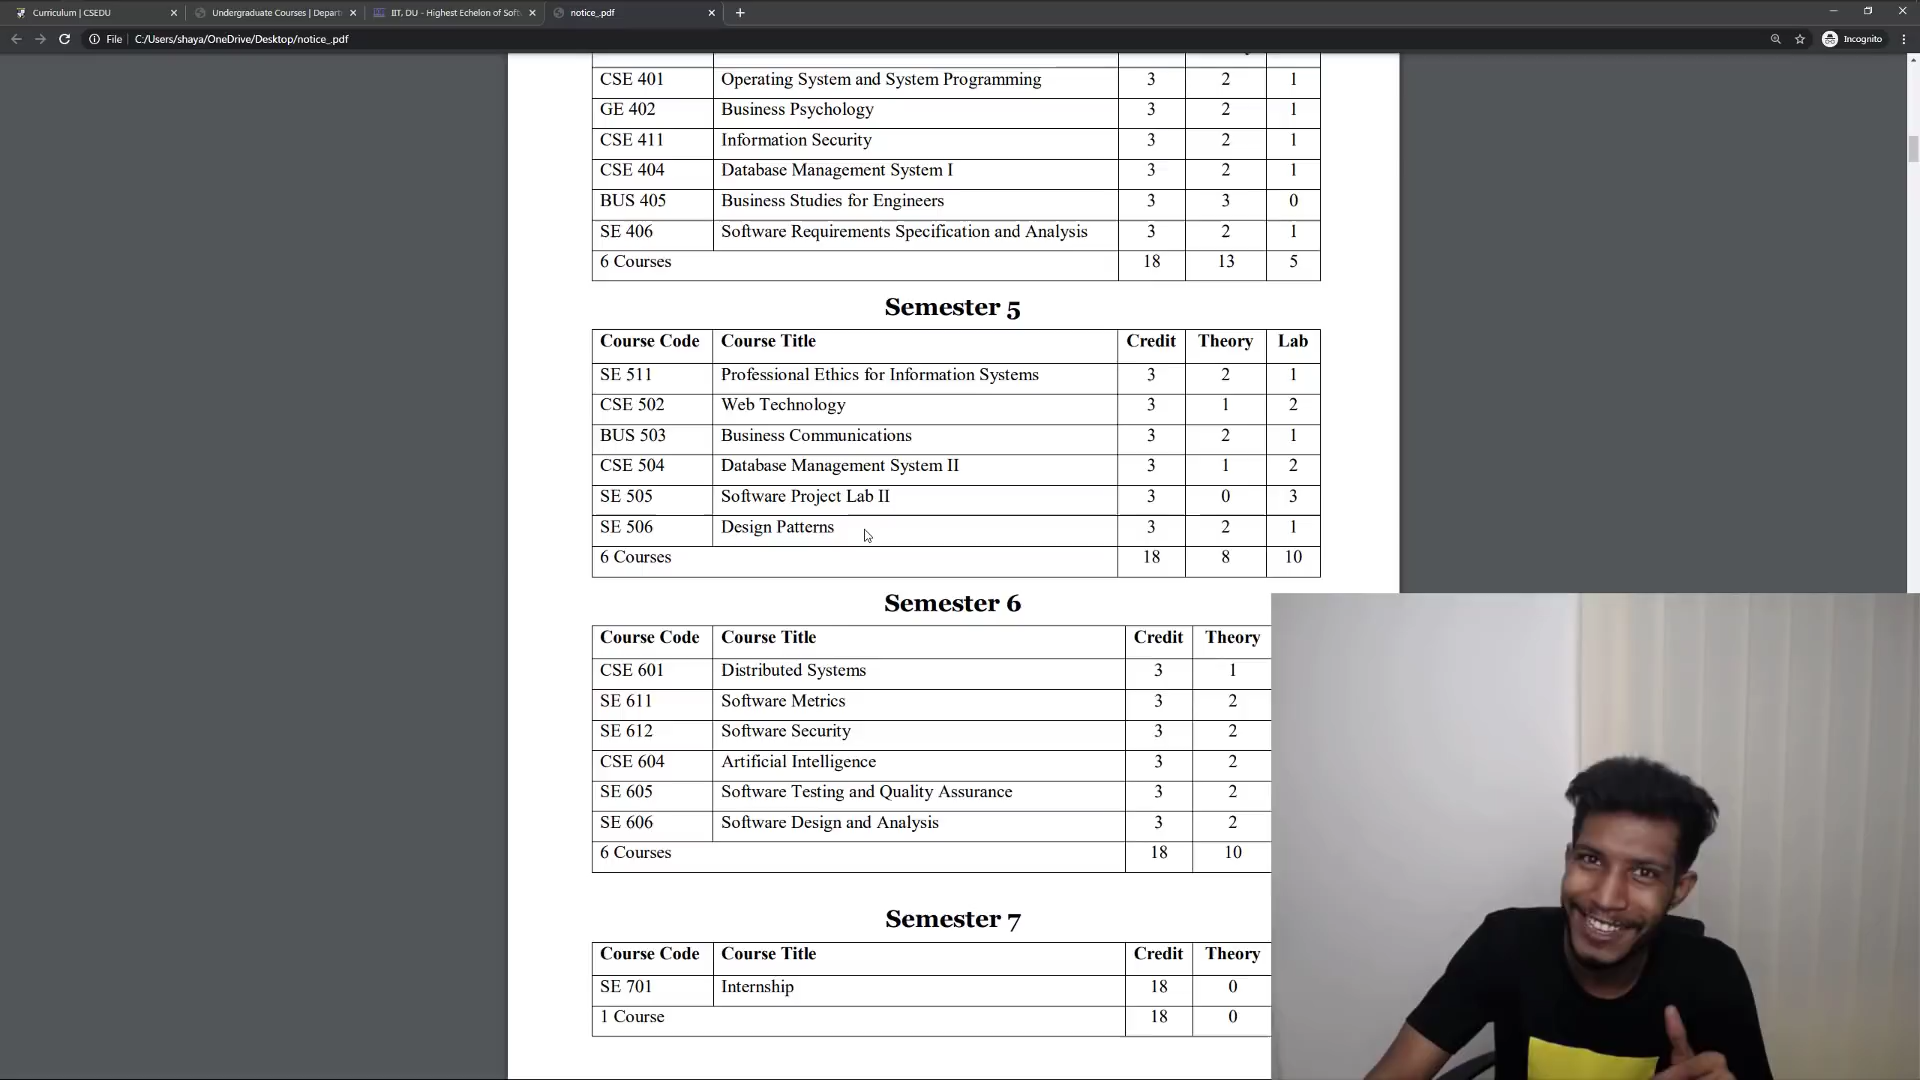 Curriculum | CSEDU
Undergraduate Courses | Depart
IIT, DU - Highest Echelon of Soft
notice_.pdf
File C:/Users/shaya/OneDrive/Desktop/notice_.pdf Incognito
CSE 401 Operating System and System Programming 3 2 1
GE 402 Business Psychology 3 2 1
CSE 411 Information Security 3 2 1
CSE 404 Database Management System I 3 2 1
BUS 405 Business Studies for Engineers 3 3 0
SE 406 Software Requirements Specification and Analysis 3 2 1
6 Courses 18 13 5
Semester 5
Course Code Course Title Credit Theory Lab
SE 511 Professional Ethics for Information Systems 3 2 1
CSE 502 Web Technology 3 1 2
BUS 503 Business Communications 3 2 1
CSE 504 Database Management System II 3 1 2
SE 505 Software Project Lab II 3 0 3
SE 506 Design Patterns 3 2 1
6 Courses 18 8 10
Semester 6
Course Code Course Title Credit Theory
CSE 601 Distributed Systems 3 1
SE 611 Software Metrics 3 2
SE 612 Software Security 3 2
CSE 604 Artificial Intelligence 3 2
SE 605 Software Testing and Quality Assurance 3 2
SE 606 Software Design and Analysis 3 2
6 Courses 18 10
Semester 7
Course Code Course Title Credit Theory
SE 701 Internship 18 0
1 Course 18 0